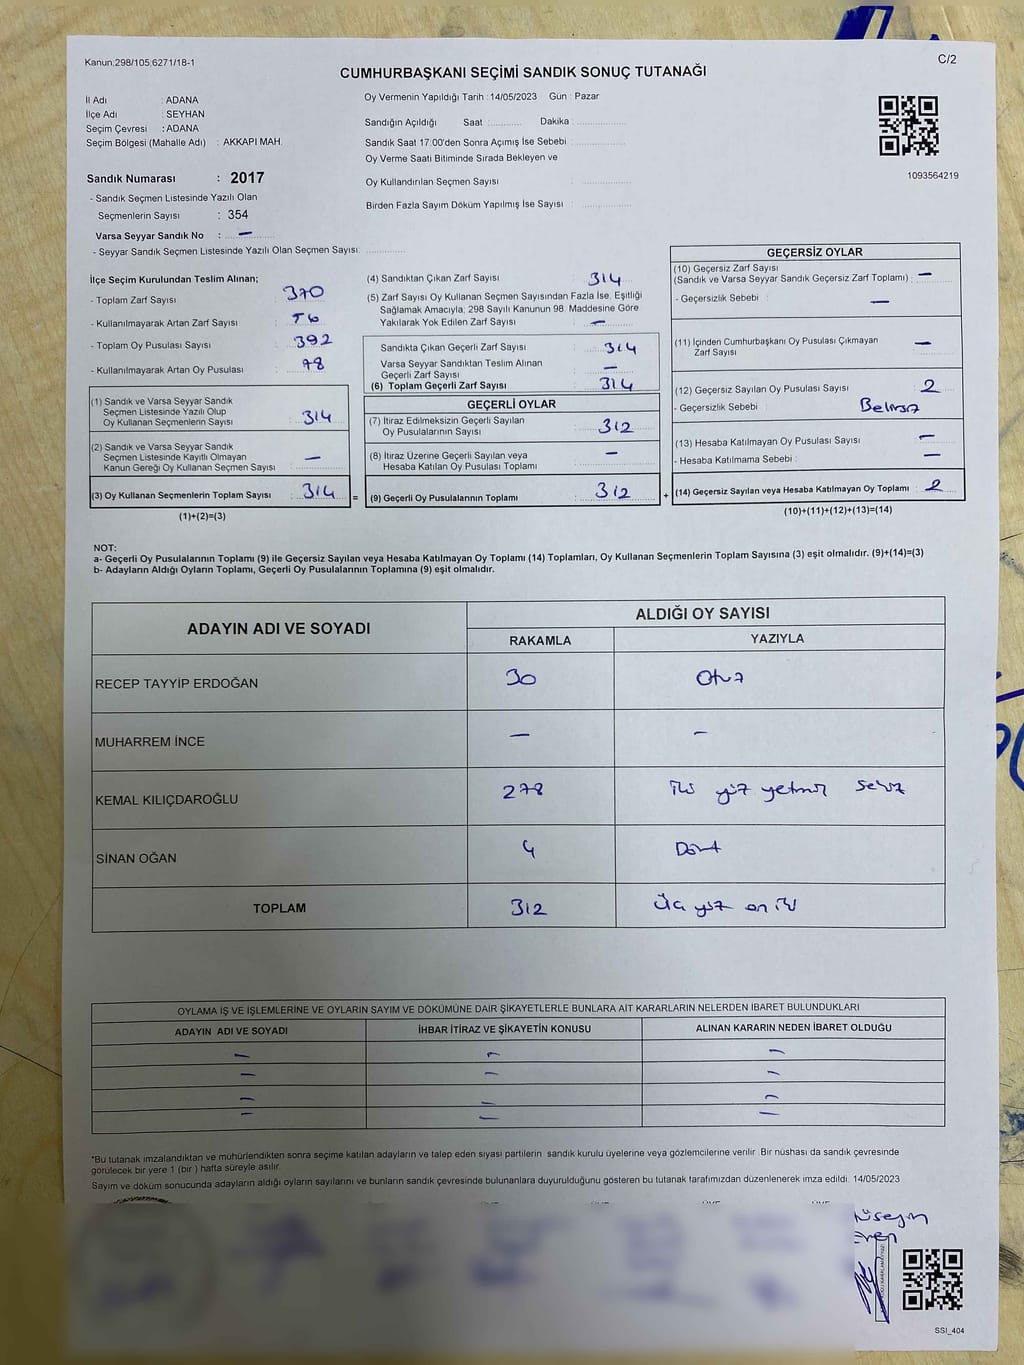 Kanun;298/105;6271/18-1
C/2
CUMHURBAŞKANI SEÇİMİ SANDIK SONUÇ TUTANAĞI
İl Adı : ADANA
İlçe Adı : SEYHAN
Seçim Çevresi : ADANA
Seçim Bölgesi (Mahalle Adı) : AKKAPI MAH.
Oy Vermenin Yapıldığı Tarih : 14/05/2023 Gün : Pazar
Sandığın Açıldığı Saat : Dakika :
Sandık Saat 17:00'den Sonra Açımış İse Sebebi :
Oy Verme Saati Bitiminde Sırada Bekleyen ve
Oy Kullandırılan Seçmen Sayısı :
Birden Fazla Sayım Döküm Yapılmış İse Sayısı :
1093564219
Sandık Numarası : 2017
- Sandık Seçmen Listesinde Yazılı Olan
Seçmenlerin Sayısı : 354
Varsa Seyyar Sandık No : —
- Seyyar Sandık Seçmen Listesinde Yazılı Olan Seçmen Sayısı:
İlçe Seçim Kurulundan Teslim Alınan;
- Toplam Zarf Sayısı 370
- Kullanılmayarak Artan Zarf Sayısı 56
- Toplam Oy Pusulası Sayısı 392
- Kullanılmayarak Artan Oy Pusulası 78
(1) Sandık ve Varsa Seyyar Sandık
Seçmen Listesinde Yazılı Olup
Oy Kullanan Seçmenlerin Sayısı : 314
(2) Sandık ve Varsa Seyyar Sandık
Seçmen Listesinde Kayıtlı Olmayan
Kanun Gereği Oy Kullanan Seçmen Sayısı : —
(3) Oy Kullanan Seçmenlerin Toplam Sayısı : 314 =
(1)+(2)=(3)
(4) Sandıktan Çıkan Zarf Sayısı : 314
(5) Zarf Sayısı Oy Kullanan Seçmen Sayısından Fazla İse, Eşitliği
Sağlamak Amacıyla; 298 Sayılı Kanunun 98. Maddesine Göre
Yakılarak Yok Edilen Zarf Sayısı : —
Sandıkta Çıkan Geçerli Zarf Sayısı : 314
Varsa Seyyar Sandıktan Teslim Alınan
Geçerli Zarf Sayısı : —
(6) Toplam Geçerli Zarf Sayısı : 314
GEÇERLİ OYLAR
(7) İtiraz Edilmeksizin Geçerli Sayılan
Oy Pusulalarının Sayısı : 312
(8) İtiraz Üzerine Geçerli Sayılan veya
Hesaba Katılan Oy Pusulası Toplamı : —
(9) Geçerli Oy Pusulalarının Toplamı : 312 +
GEÇERSİZ OYLAR
(10) Geçersiz Zarf Sayısı
(Sandık ve Varsa Seyyar Sandık Geçersiz Zarf Toplamı) : —
- Geçersizlik Sebebi : —
(11) İçinden Cumhurbaşkanı Oy Pusulası Çıkmayan
Zarf Sayısı : —
(12) Geçersiz Sayılan Oy Pusulası Sayısı : 2
- Geçersizlik Sebebi : Belirsiz
(13) Hesaba Katılmayan Oy Pusulası Sayısı : —
- Hesaba Katılmama Sebebi : —
(14) Geçersiz Sayılan veya Hesaba Katılmayan Oy Toplamı : 2
(10)+(11)+(12)+(13)=(14)
NOT:
a- Geçerli Oy Pusulalarının Toplamı (9) ile Geçersiz Sayılan veya Hesaba Katılmayan Oy Toplamı (14) Toplamları, Oy Kullanan Seçmenlerin Toplam Sayısına (3) eşit olmalıdır. (9)+(14)=(3)
b- Adayların Aldığı Oyların Toplamı, Geçerli Oy Pusulalarının Toplamına (9) eşit olmalıdır.
ADAYIN ADI VE SOYADI
ALDIĞI OY SAYISI
RAKAMLA YAZIYLA
RECEP TAYYİP ERDOĞAN 30 Otuz
MUHARREM İNCE — —
KEMAL KILIÇDAROĞLU 278 iki yüz yetmiş sekiz
SİNAN OĞAN 4 Dört
TOPLAM 312 Üç yüz on iki
OYLAMA İŞ VE İŞLEMLERİNE VE OYLARIN SAYIM VE DÖKÜMÜNE DAİR ŞİKAYETLERLE BUNLARA AİT KARARLARIN NELERDEN İBARET BULUNDUKLARI
ADAYIN ADI VE SOYADI İHBAR İTİRAZ VE ŞİKAYETİN KONUSU ALINAN KARARIN NEDEN İBARET OLDUĞU
— — —
— — —
— — —
— — —
*Bu tutanak imzalandıktan ve mühürlendikten sonra seçime katılan adayların ve talep eden siyasi partilerin sandık kurulu üyelerine veya gözlemcilerine verilir. Bir nüshası da sandık çevresinde
görülecek bir yere 1 (bir ) hafta süreyle asılır.
Sayım ve döküm sonucunda adayların aldığı oyların sayılarını ve bunların sandık çevresinde bulunanlara duyurulduğunu gösteren bu tutanak tarafımızdan düzenlenerek imza edildi. 14/05/2023
Hüseyin
Eren
SSI_404